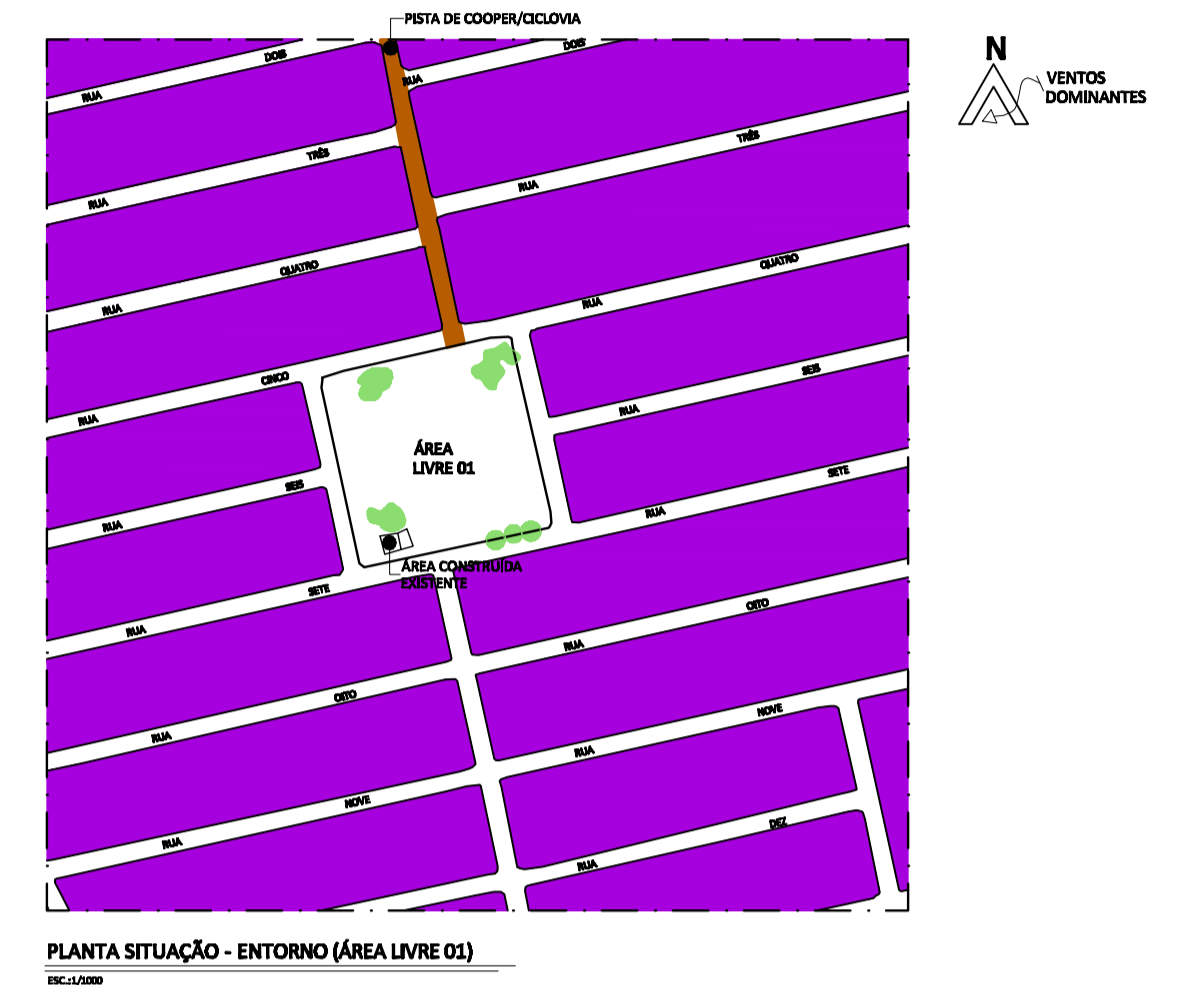 PISTA DE COOPER/CICLOVIA
N
VENTOS
DOMINANTES
DOIS
DOIS
RUA
RUA
TRÊS
TRÊS
RUA
RUA
QUATRO
QUATRO
RUA
RUA
CINCO
RUA
SEIS
RUA
ÁREA
LIVRE 01
SEIS
RUA
SETE
RUA
ÁREA CONSTRUÍDA
EXISTENTE
SETE
RUA
OITO
RUA
OITO
RUA
NOVE
RUA
NOVE
RUA
DEZ
RUA
PLANTA SITUAÇÃO - ENTORNO (ÁREA LIVRE 01)
ESC.:1/1000